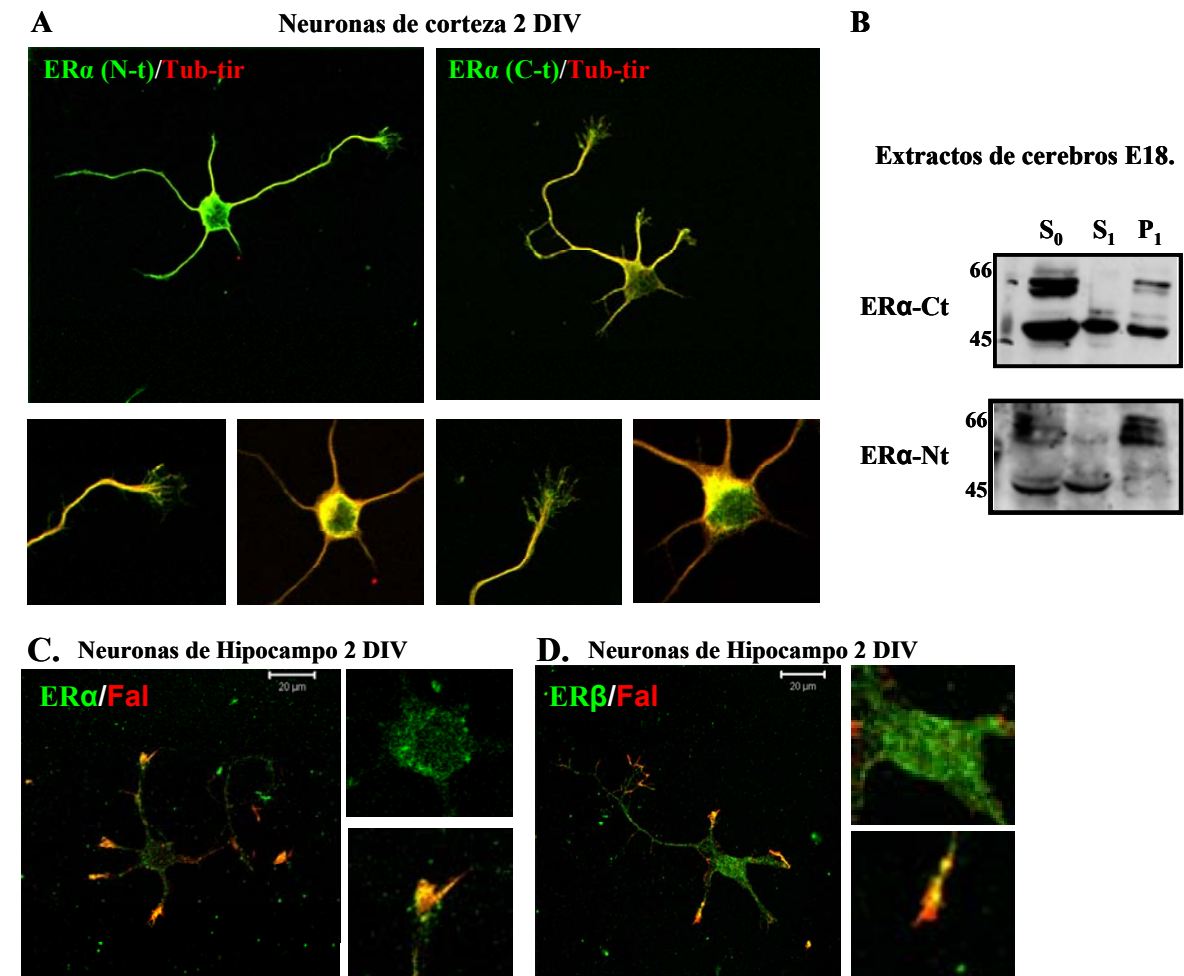 A
Neuronas de corteza 2 DIV
ERα (N-t)/Tub-tir
ERα (C-t)/Tub-tir
B
Extractos de cerebros E18.
S0 S1 P1
66
ERα-Ct
45
66
ERα-Nt
45
C. Neuronas de Hipocampo 2 DIV
ERα/Fal
20 µm
D. Neuronas de Hipocampo 2 DIV
ERβ/Fal
20 µm